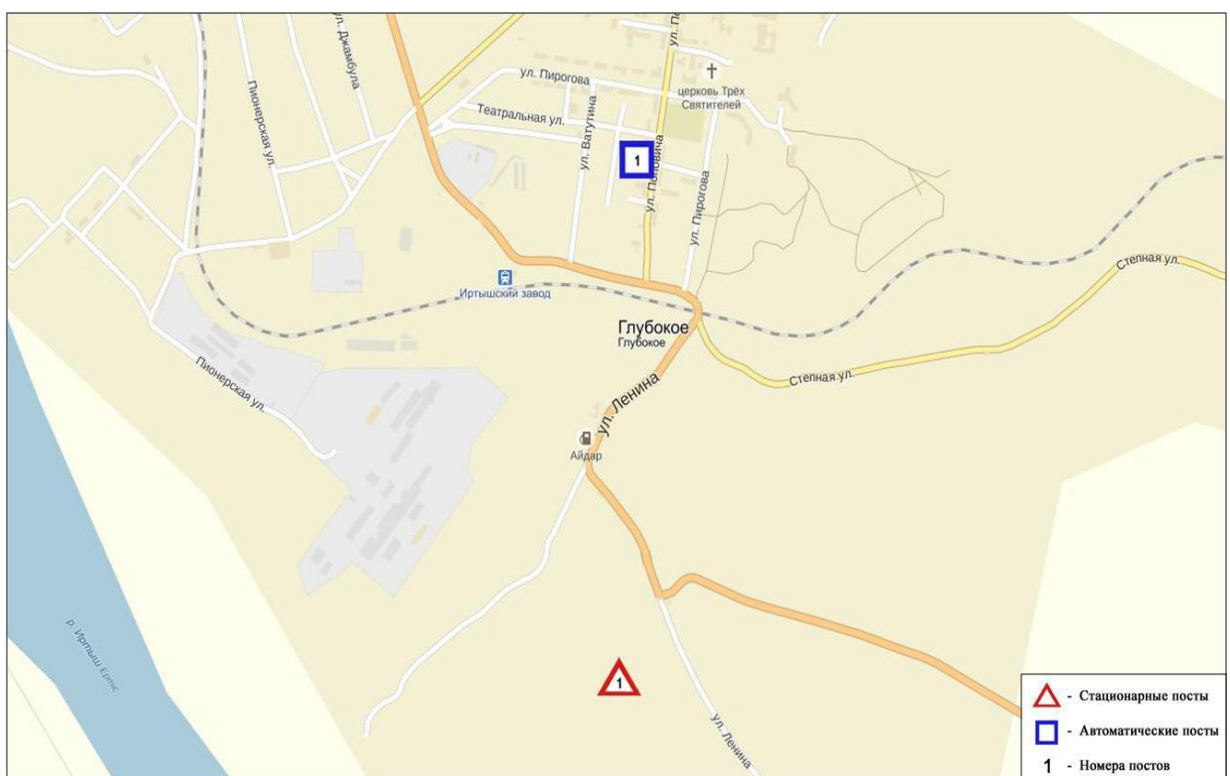 ул. Джамбула
ул. По
ул. Пирогова
церковь Трёх
Святителей
Пионерская ул.
Театральная ул.
ул. Ватутина
1
ул. Поповича
ул. Пирогова
Степная ул.
Иртышский завод
Глубокое
Глубокое
Пионерская ул.
Степная ул.
ул. Ленина
Айдар
р. Иртыш Ертис
1
ул. Ленина
- Стационарные посты
- Автоматические посты
1 - Номера постов